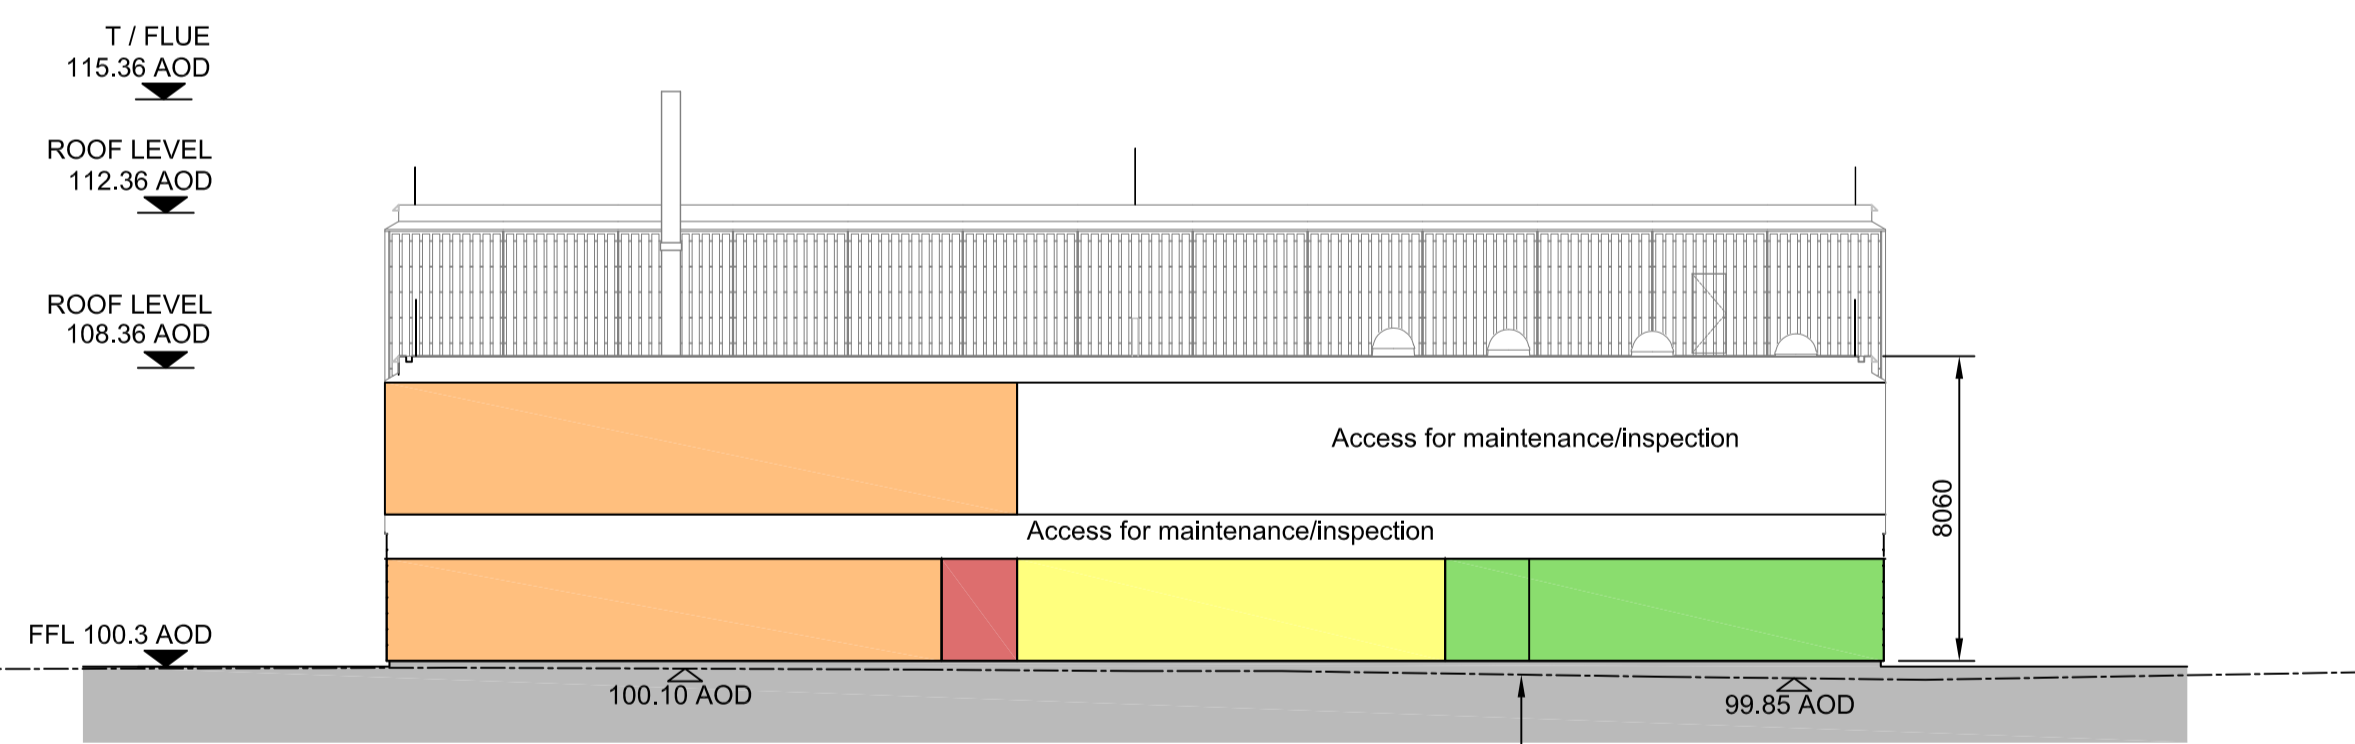 T / FLUE
115.36 AOD
ROOF LEVEL
112.36 AOD
ROOF LEVEL
108.36 AOD
Access for maintenance/inspection
Access for maintenance/inspection
8060
FFL 100.3 AOD
100.10 AOD
99.85 AOD